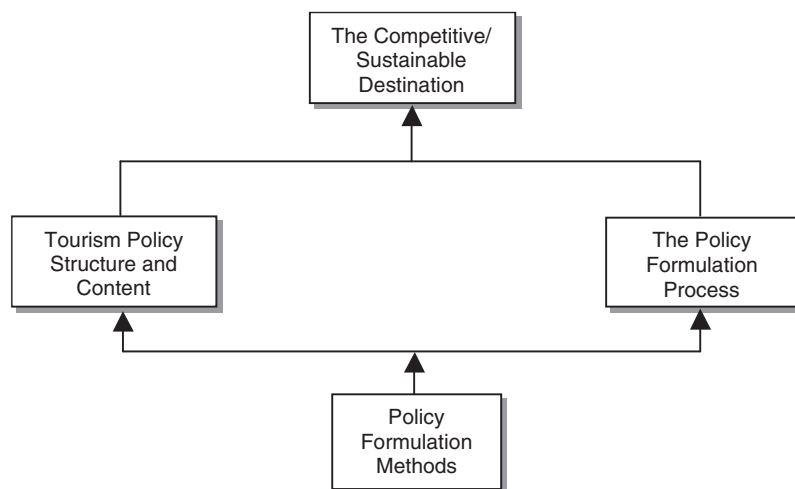 The Competitive/
Sustainable
Destination
Tourism Policy
Structure and
Content
The Policy
Formulation
Process
Policy
Formulation
Methods